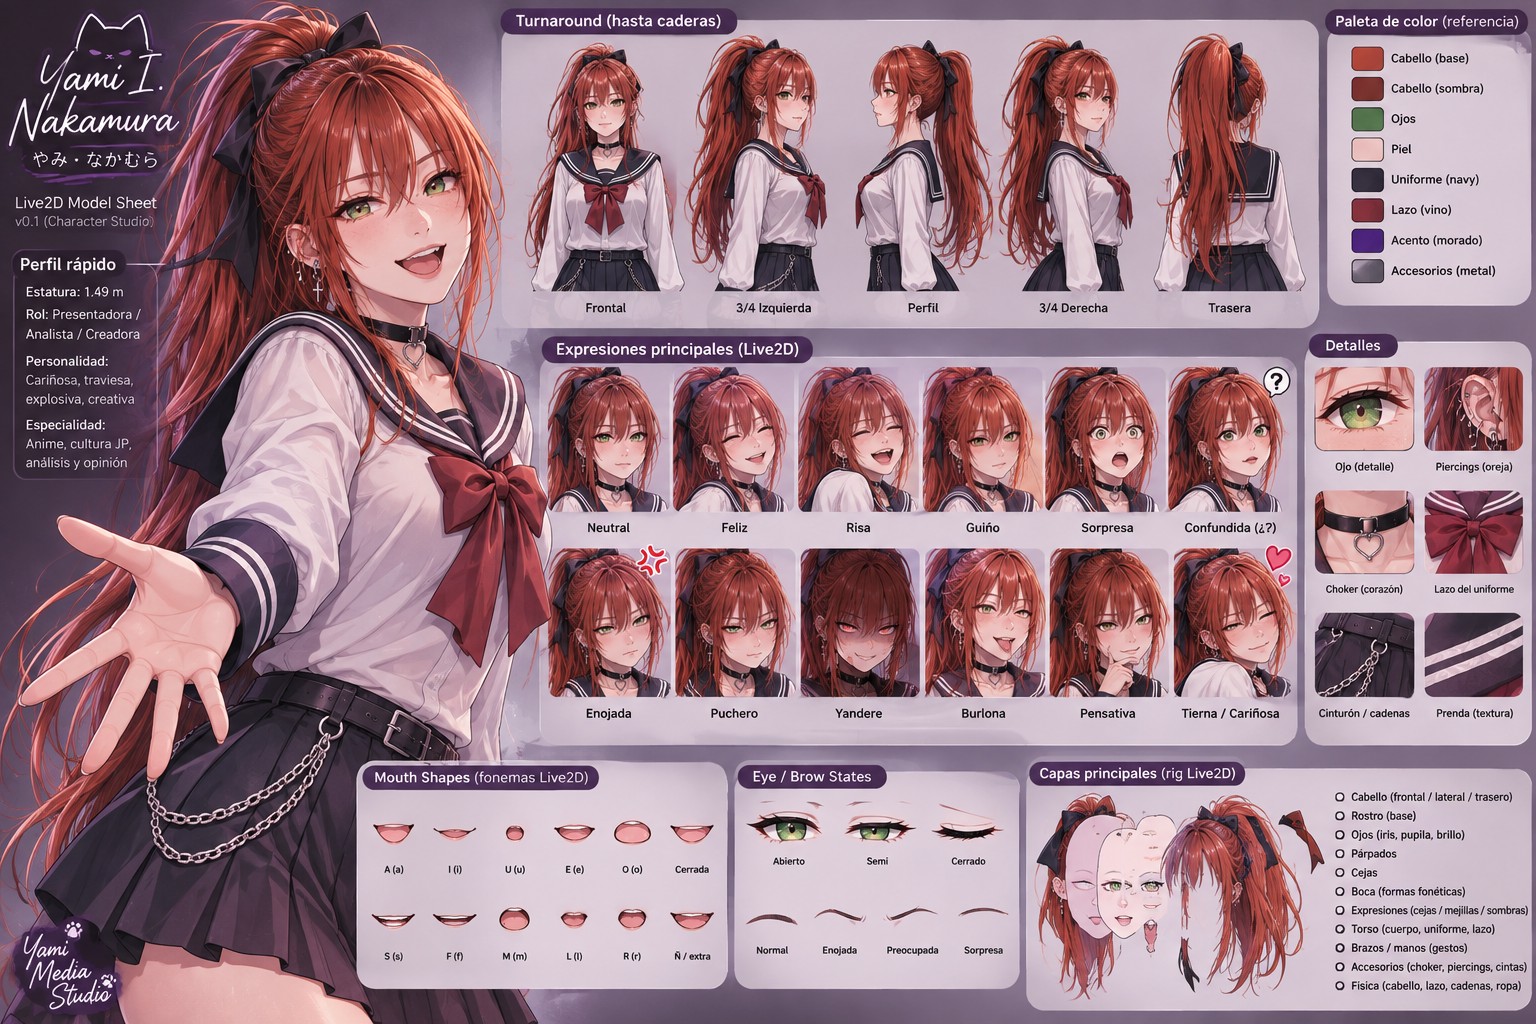 Yami I.
Nakamura
やみ・なかむら
Live2D Model Sheet
v0.1 (Character Studio)
Perfil rápido
Estatura: 1.49 m
Rol: Presentadora /
Analista / Creadora
Personalidad:
Cariñosa, traviesa,
explosiva, creativa
Especialidad:
Anime, cultura JP,
análisis y opinión
Turnaround (hasta caderas)
Frontal
3/4 Izquierda
Perfil
3/4 Derecha
Trasera
Paleta de color (referencia)
Cabello (base)
Cabello (sombra)
Ojos
Piel
Uniforme (navy)
Lazo (vino)
Acento (morado)
Accesorios (metal)
Expresiones principales (Live2D)
?
Neutral
Feliz
Risa
Guiño
Sorpresa
Confundida (¿?)
Enojada
Puchero
Yandere
Burlona
Pensativa
Tierna / Cariñosa
Detalles
Ojo (detalle)
Piercings (oreja)
Choker (corazón)
Lazo del uniforme
Cinturón / cadenas
Prenda (textura)
Mouth Shapes (fonemas Live2D)
A (a)
I (i)
U (u)
E (e)
O (o)
Cerrada
S (s)
F (f)
M (m)
L (l)
R (r)
Ñ / extra
Eye / Brow States
Abierto
Semi
Cerrado
Normal
Enojada
Preocupada
Sorpresa
Capas principales (rig Live2D)
Cabello (frontal / lateral / trasero)
Rostro (base)
Ojos (iris, pupila, brillo)
Párpados
Cejas
Boca (formas fonéticas)
Expresiones (cejas / mejillas / sombras)
Torso (cuerpo, uniforme, lazo)
Brazos / manos (gestos)
Accesorios (choker, piercings, cintas)
Física (cabello, lazo, cadenas, ropa)
Yami
Media
Studio